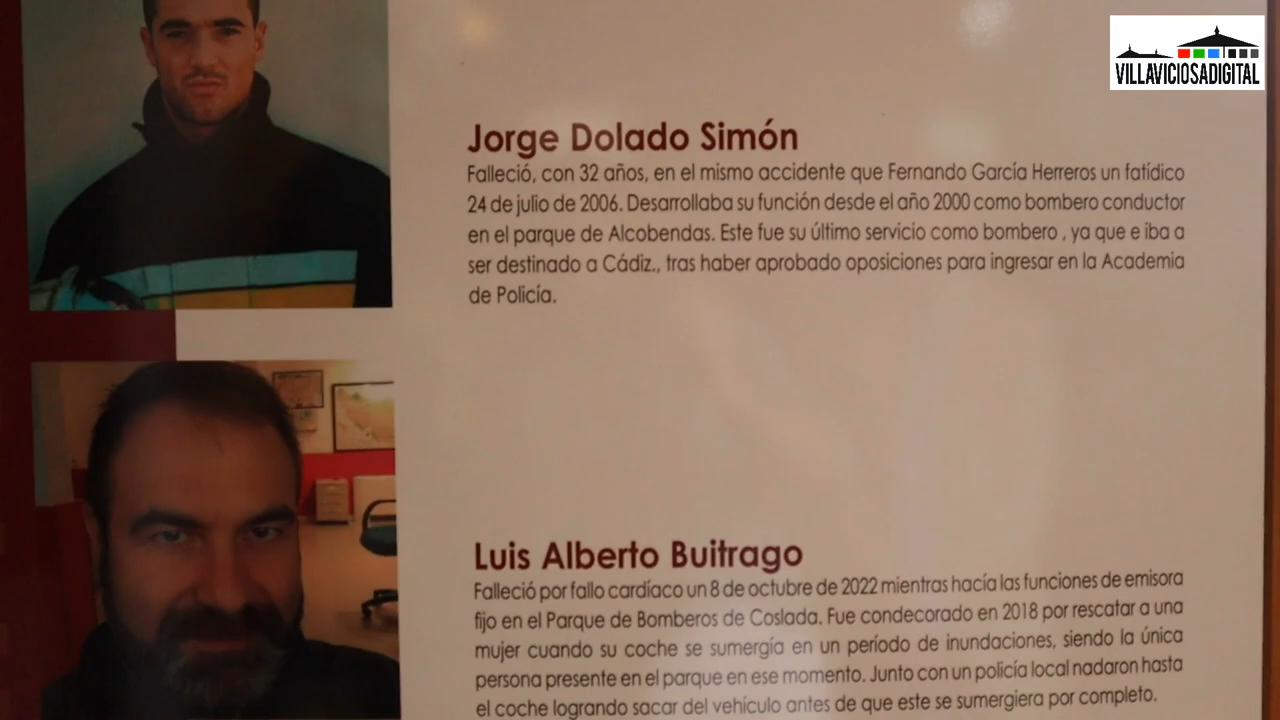 VILLAVICIOSADIGITAL
Jorge Dolado Simón
Falleció, con 32 años, en el mismo accidente que Fernando García Herreros un fatídico
24 de julio de 2006. Desarrollaba su función desde el año 2000 como bombero conductor
en el parque de Alcobendas. Este fue su último servicio como bombero , ya que e iba a
ser destinado a Cádiz., tras haber aprobado oposiciones para ingresar en la Academia
de Policía.
Luis Alberto Buitrago
Falleció por fallo cardíaco un 8 de octubre de 2022 mientras hacía las funciones de emisora
fijo en el Parque de Bomberos de Coslada. Fue condecorado en 2018 por rescatar a una
mujer cuando su coche se sumergía en un período de inundaciones, siendo la única
persona presente en el parque en ese momento. Junto con un policía local nadaron hasta
el coche logrando sacar del vehículo antes de que este se sumergiera por completo.